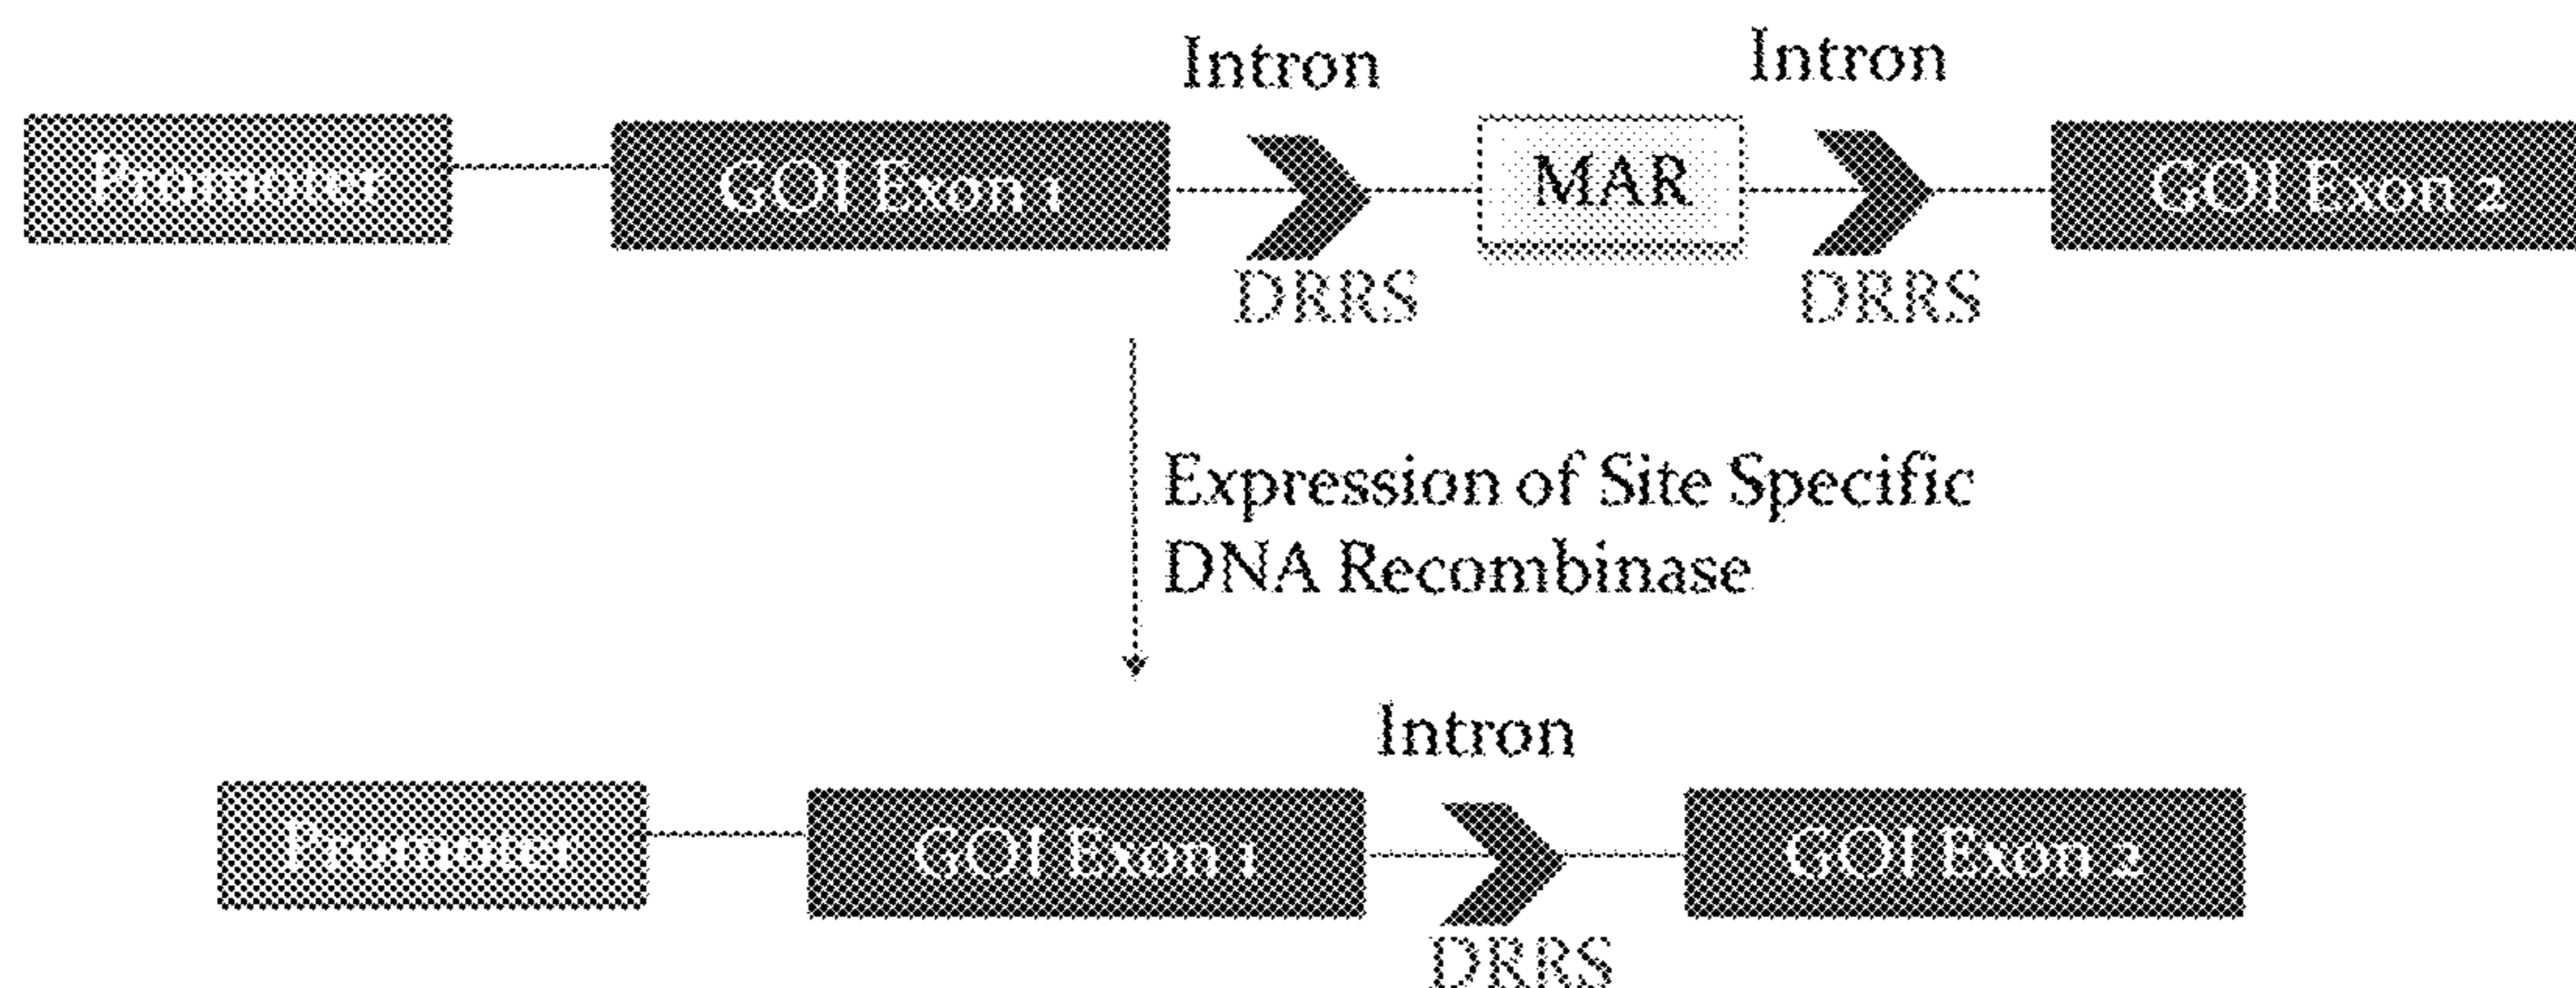 Intron Intron
Promoter GOI Exon 1 MAR GOI Exon 2
DRRS DRRS
Expression of Site Specific
DNA Recombinase
Intron
Promoter GOI Exon 1 GOI Exon 2
DRRS